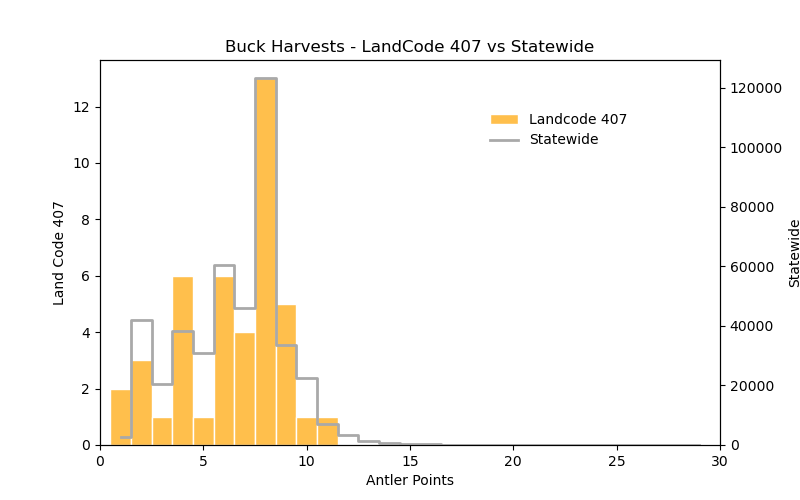 Buck Harvests - LandCode 407 vs Statewide
Landcode 407
Statewide
Land Code 407
12
10
8
6
4
2
0
120000
100000
80000
60000
40000
20000
0
Statewide
0 5 10 15 20 25 30
Antler Points